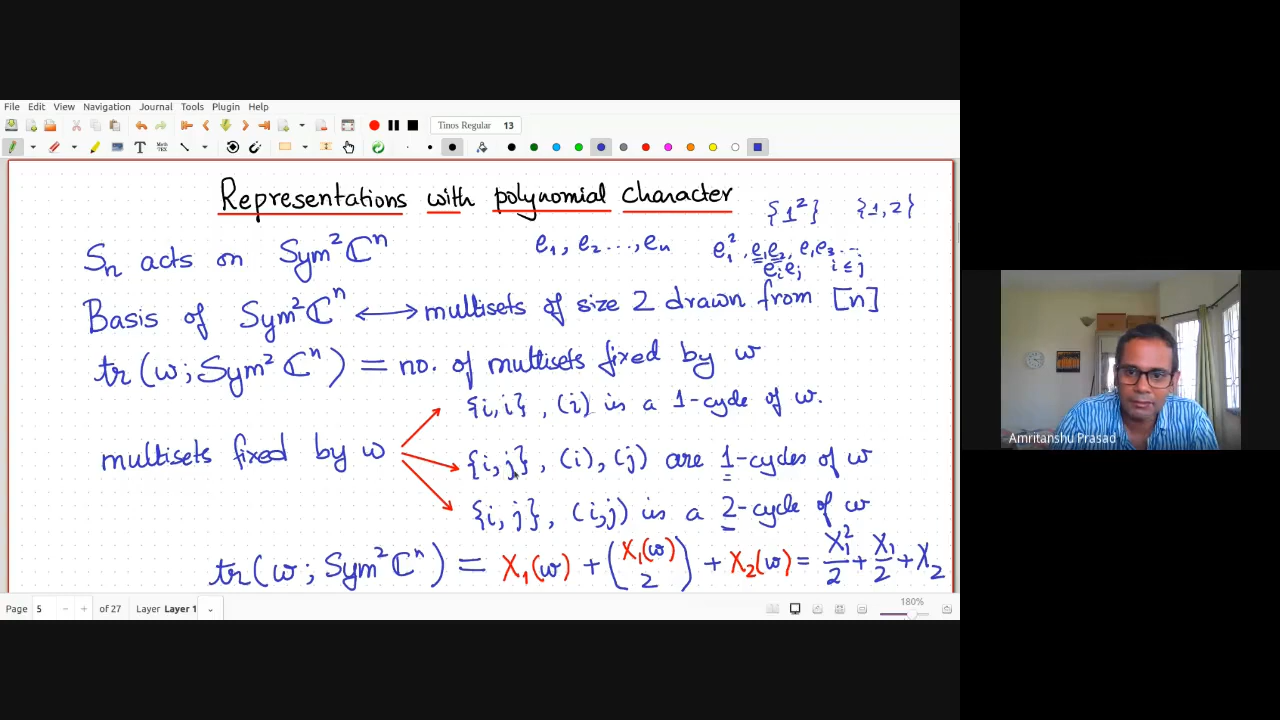 File Edit View Navigation Journal Tools Plugin Help
Tinos Regular 13
Representations with polynomial character
{1²} {1,2}
Sₙ acts on Sym²ℂⁿ
e₁, e₂ ..., eₙ
e₁², e₁e₂, e₁e₃ ...
eᵢeⱼ i ≤ j
Basis of Sym²ℂⁿ ⟷ multisets of size 2 drawn from [n]
tr(w; Sym²ℂⁿ) = no. of multisets fixed by w
{i,i}, (i) is a 1-cycle of w.
multisets fixed by w
{i,j}, (i), (j) are 1-cycles of w
{i,j}, (i,j) is a 2-cycle of w
tr(w; Sym²ℂⁿ) = X₁(w) + (X₁(w) 2) + X₂(w) = X₁²/2 + X₁/2 + X₂
Page 5 of 27 Layer Layer 1 180%
Amritanshu Prasad